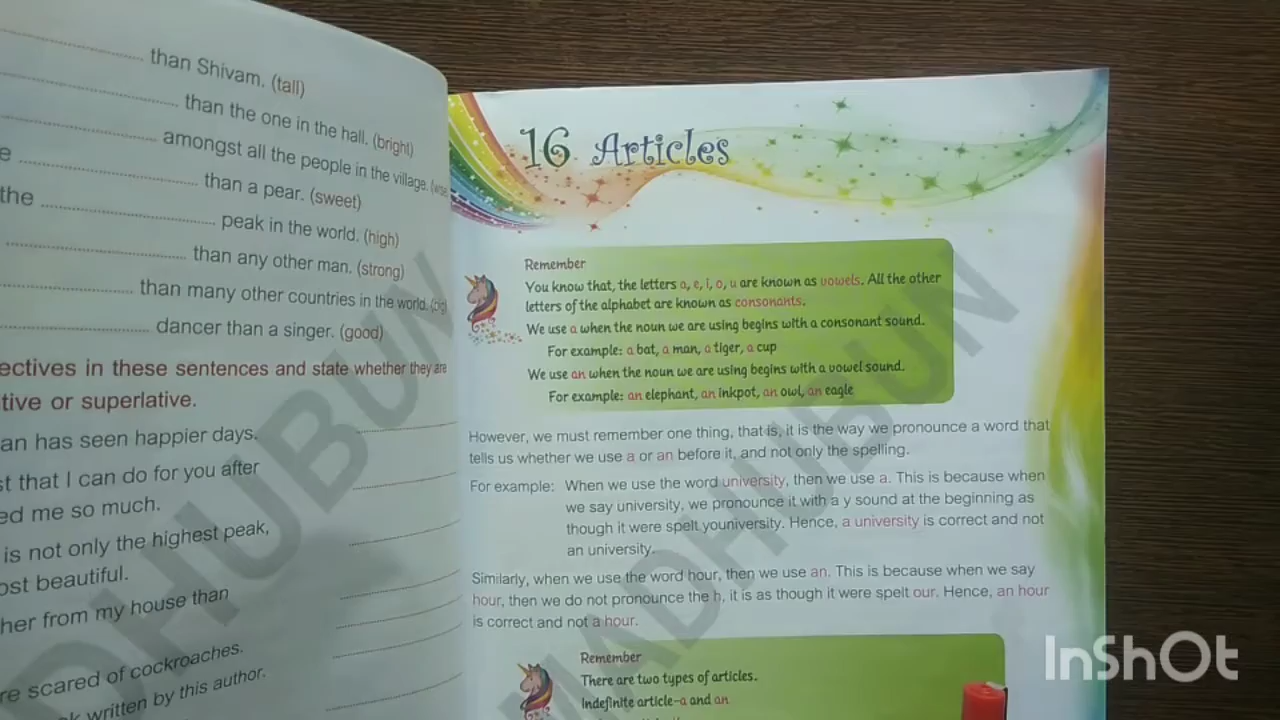 than Shivam. (tall)
than the one in the hall. (bright)
amongst all the people in the village.
e than a pear. (sweet)
the peak in the world. (high)
than any other man. (strong)
than many other countries in the world. (big)
dancer than a singer. (good)
ectives in these sentences and state whether they are
tive or superlative.
an has seen happier days.
st that I can do for you after
ed me so much.
is not only the highest peak,
ost beautiful.
her from my house than
re scared of cockroaches.
ok written by this author.
16 Articles
Remember
You know that, the letters a, e, i, o, u are known as vowels. All the other
letters of the alphabet are known as consonants.
We use a when the noun we are using begins with a consonant sound.
For example: a bat, a man, a tiger, a cup
We use an when the noun we are using begins with a vowel sound.
For example: an elephant, an inkpot, an owl, an eagle
However, we must remember one thing, that is, it is the way we pronounce a word that
tells us whether we use a or an before it, and not only the spelling.
For example: When we use the word university, then we use a. This is because when
we say university, we pronounce it with a y sound at the beginning as
though it were spelt youniversity. Hence, a university is correct and not
an university.
Similarly, when we use the word hour, then we use an. This is because when we say
hour, then we do not pronounce the h, it is as though it were spelt our. Hence, an hour
is correct and not a hour.
Remember
There are two types of articles.
Indefinite article–a and an
DHUBUN
MADHUBUN
InShOt